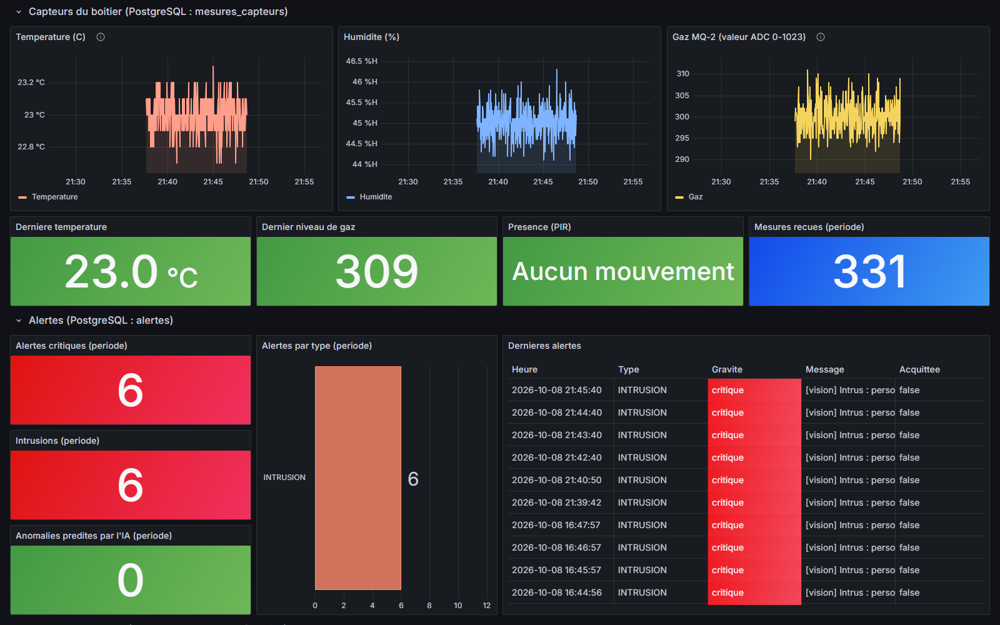 Capteurs du boitier (PostgreSQL : mesures_capteurs)
Temperature (C)
23.2 °C
23 °C
22.8 °C
21:30 21:35 21:40 21:45 21:50 21:55
Temperature
Humidite (%)
46.5 %H
46 %H
45.5 %H
45 %H
44.5 %H
44 %H
21:30 21:35 21:40 21:45 21:50 21:55
Humidite
Gaz MQ-2 (valeur ADC 0-1023)
310
305
300
295
290
21:30 21:35 21:40 21:45 21:50 21:55
Gaz
Derniere temperature
23.0 °C
Dernier niveau de gaz
309
Presence (PIR)
Aucun mouvement
Mesures recues (periode)
331
Alertes (PostgreSQL : alertes)
Alertes critiques (periode)
6
Intrusions (periode)
6
Anomalies predites par l'IA (periode)
0
Alertes par type (periode)
INTRUSION
6
0 2 4 6 8 10 12
Dernieres alertes
Heure Type Gravite Message Acquittee
2026-10-08 21:45:40 INTRUSION critique [vision] Intrus : perso false
2026-10-08 21:44:40 INTRUSION critique [vision] Intrus : perso false
2026-10-08 21:43:40 INTRUSION critique [vision] Intrus : perso false
2026-10-08 21:42:40 INTRUSION critique [vision] Intrus : perso false
2026-10-08 21:40:50 INTRUSION critique [vision] Intrus : perso false
2026-10-08 21:39:42 INTRUSION critique [vision] Intrus : perso false
2026-10-08 16:47:57 INTRUSION critique [vision] Intrus : perso false
2026-10-08 16:46:57 INTRUSION critique [vision] Intrus : perso false
2026-10-08 16:45:57 INTRUSION critique [vision] Intrus : perso false
2026-10-08 16:44:56 INTRUSION critique [vision] Intrus : perso false